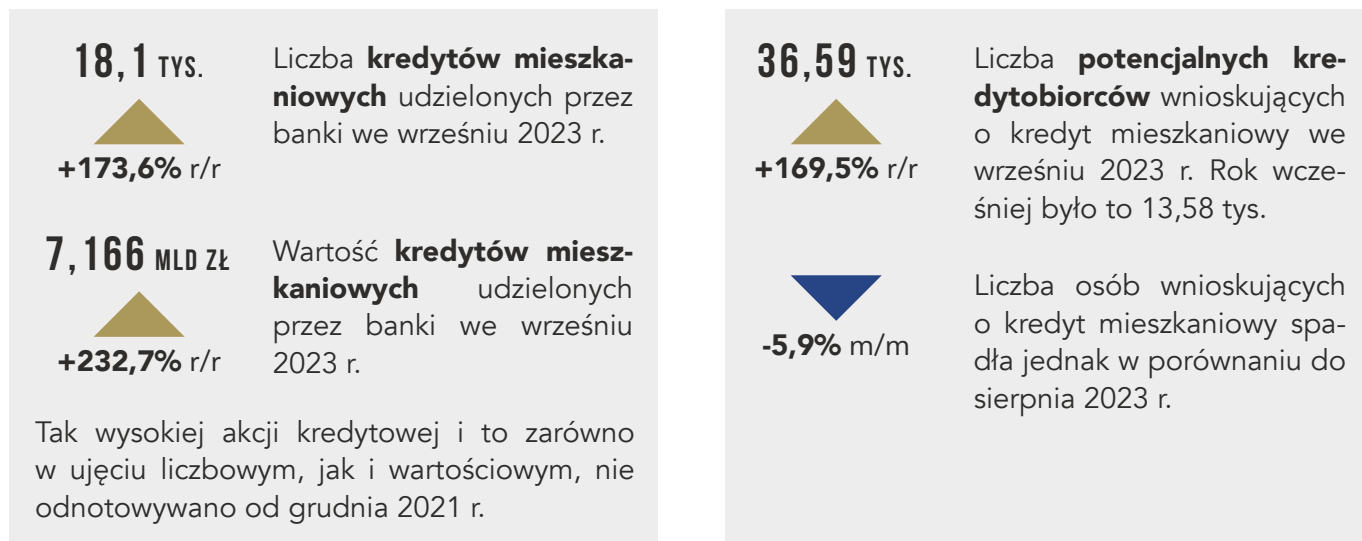 18,1 TYS.
+173,6% r/r
Liczba kredytów mieszka-
niowych udzielonych przez
banki we wrześniu 2023 r.
7,166 MLD ZŁ
+232,7% r/r
Wartość kredytów miesz-
kaniowych udzielonych
przez banki we wrześniu
2023 r.
Tak wysokiej akcji kredytowej i to zarówno
w ujęciu liczbowym, jak i wartościowym, nie
odnotowywano od grudnia 2021 r.
36,59 TYS.
+169,5% r/r
Liczba potencjalnych kre-
dytobiorców wnioskujących
o kredyt mieszkaniowy we
wrześniu 2023 r. Rok wcze-
śniej było to 13,58 tys.
-5,9% m/m
Liczba osób wnioskujących
o kredyt mieszkaniowy spa-
dła jednak w porównaniu do
sierpnia 2023 r.